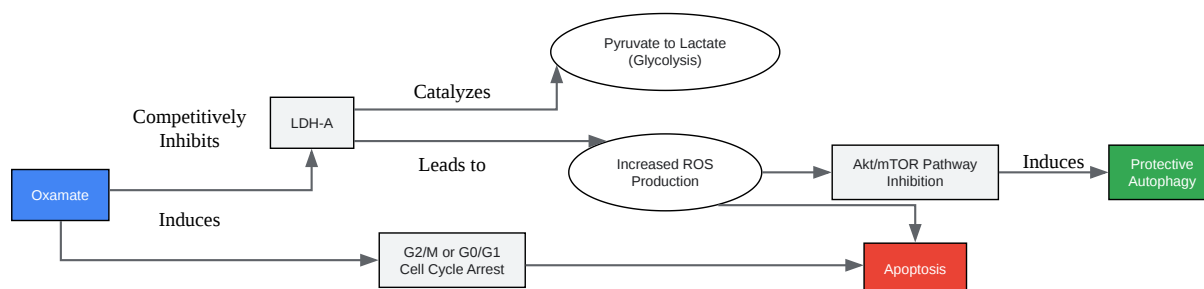 Pyruvate to Lactate
(Glycolysis)
Catalyzes
Competitively
Inhibits
LDH-A
Leads to
Increased ROS
Production
Akt/mTOR Pathway
Inhibition
Induces
Protective
Autophagy
Oxamate
Induces
G2/M or G0/G1
Cell Cycle Arrest
Apoptosis